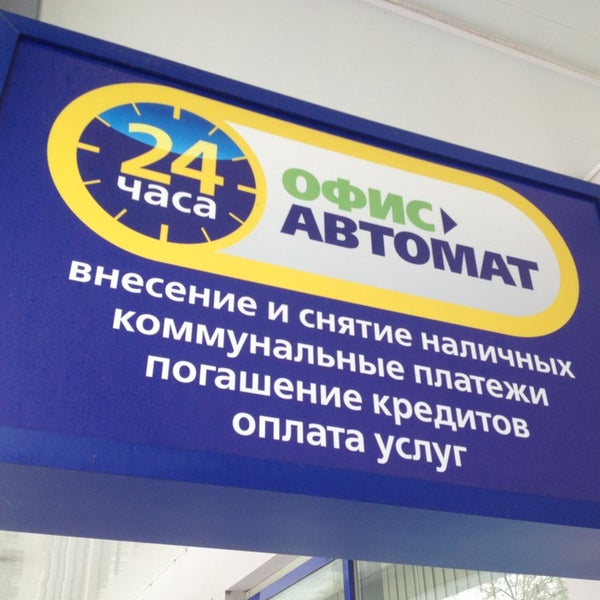 24
часа
ОФИС
АВТОМАТ
внесение и снятие наличных
коммунальные платежи
погашение кредитов
оплата услуг